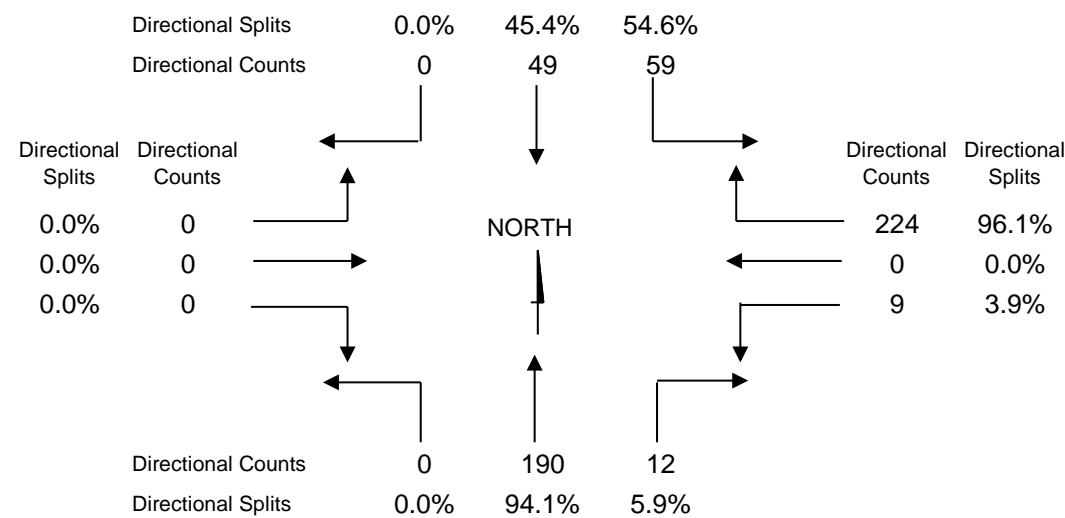 Directional Splits 0.0% 45.4% 54.6%
Directional Counts 0 49 59
Directional Directional Directional Directional
Splits Counts Counts Splits
0.0% 0 NORTH 224 96.1%
0.0% 0 0 0.0%
0.0% 0 9 3.9%
Directional Counts 0 190 12
Directional Splits 0.0% 94.1% 5.9%